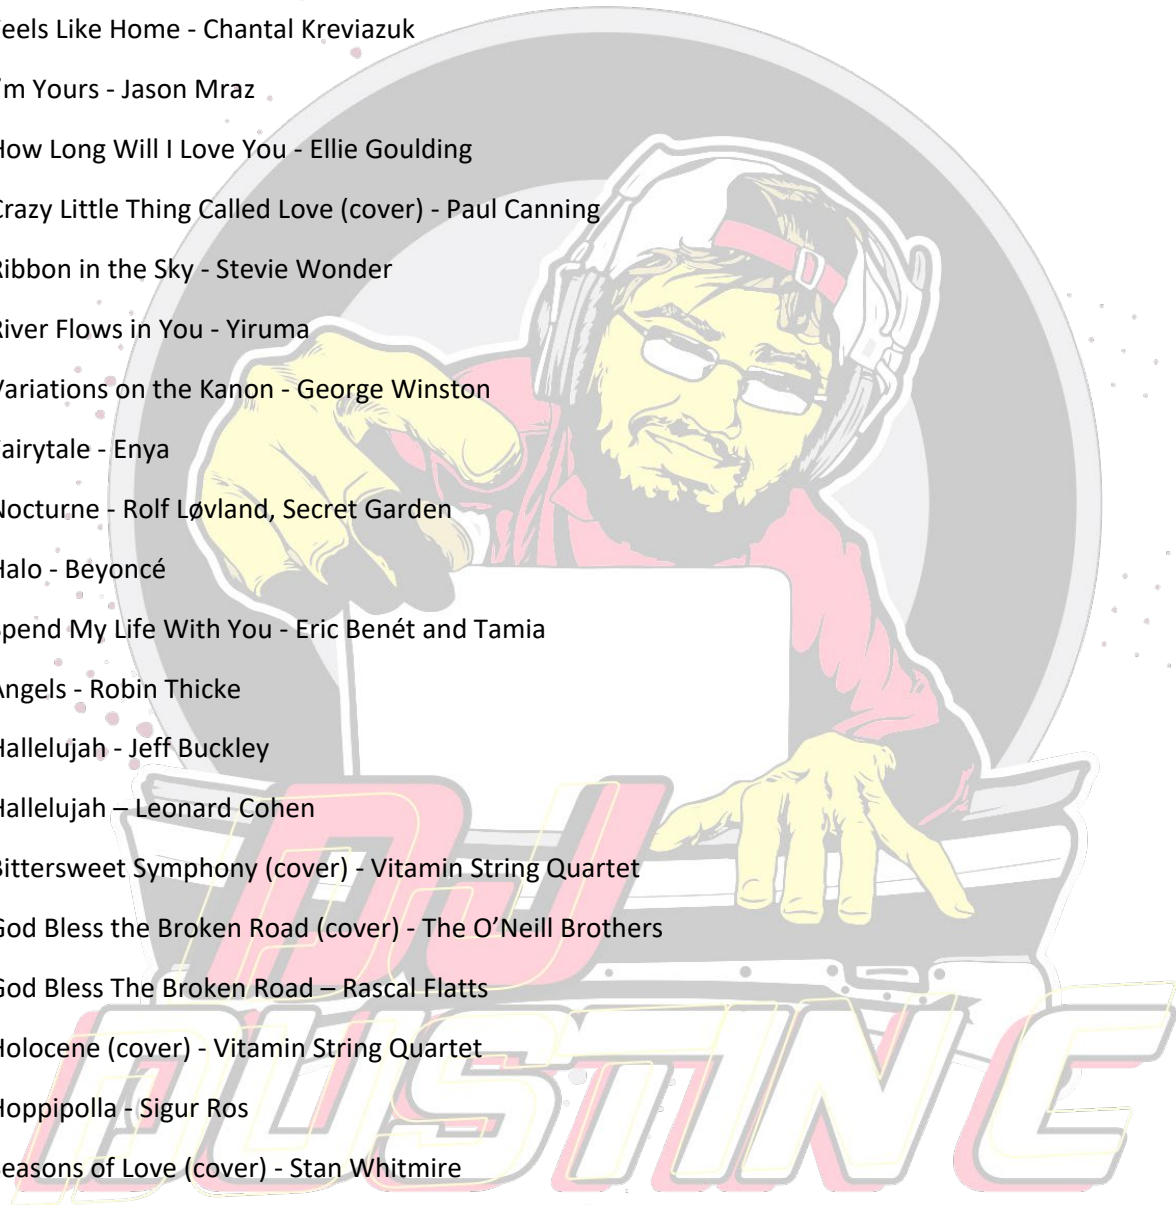 Feels Like Home - Chantal Kreviazuk
'm Yours - Jason Mraz
How Long Will I Love You - Ellie Goulding
Crazy Little Thing Called Love (cover) - Paul Canning
Ribbon in the Sky - Stevie Wonder
River Flows in You - Yiruma
Variations on the Kanon - George Winston
Fairytale - Enya
Nocturne - Rolf Løvland, Secret Garden
Halo - Beyoncé
Spend My Life With You - Eric Benét and Tamia
Angels - Robin Thicke
Hallelujah - Jeff Buckley
Hallelujah – Leonard Cohen
Bittersweet Symphony (cover) - Vitamin String Quartet
God Bless the Broken Road (cover) - The O’Neill Brothers
God Bless The Broken Road – Rascal Flatts
Holocene (cover) - Vitamin String Quartet
Hoppipolla - Sigur Ros
Seasons of Love (cover) - Stan Whitmire
DJ
DUSTIN C